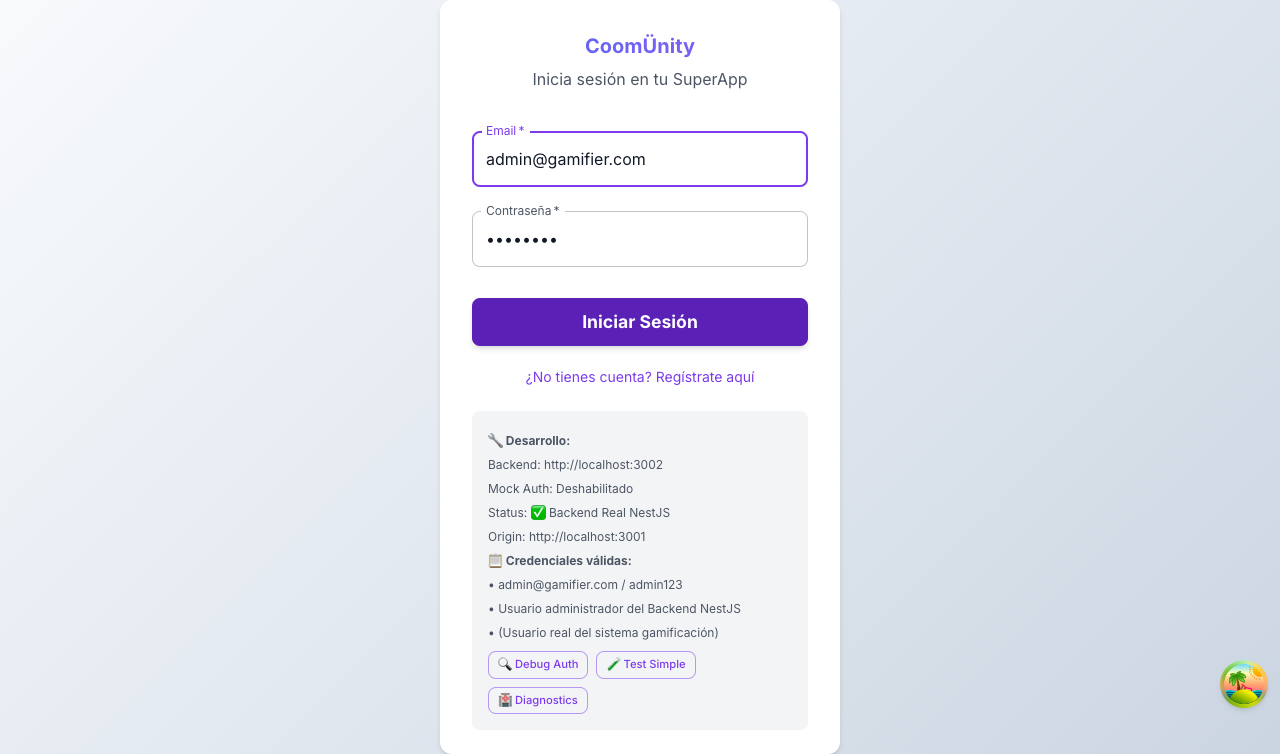 CoomÜnity
Inicia sesión en tu SuperApp
Email *
admin@gamifier.com
Contraseña *
••••••••
Iniciar Sesión
¿No tienes cuenta? Regístrate aquí
🔧 Desarrollo:
Backend: http://localhost:3002
Mock Auth: Deshabilitado
Status: ✅ Backend Real NestJS
Origin: http://localhost:3001
📋 Credenciales válidas:
• admin@gamifier.com / admin123
• Usuario administrador del Backend NestJS
• (Usuario real del sistema gamificación)
🔍 Debug Auth
🧪 Test Simple
🏥 Diagnostics